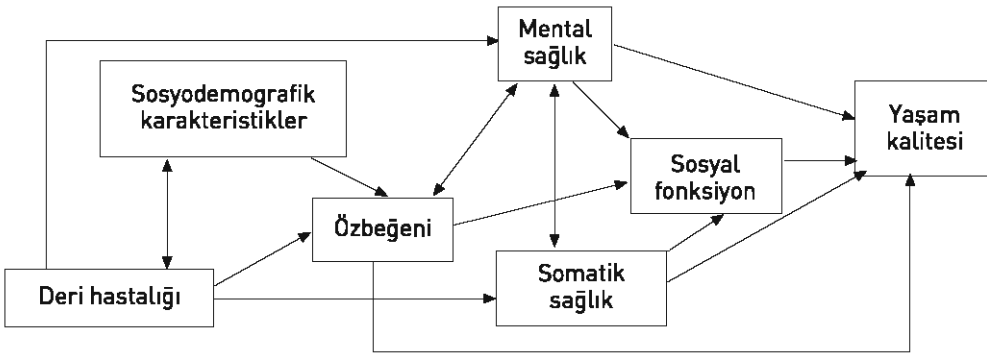 Mental
sağlık
Sosyodemografik
karakteristikler
Yaşam
kalitesi
Sosyal
fonksiyon
Özbeğeni
Somatik
sağlık
Deri hastalığı